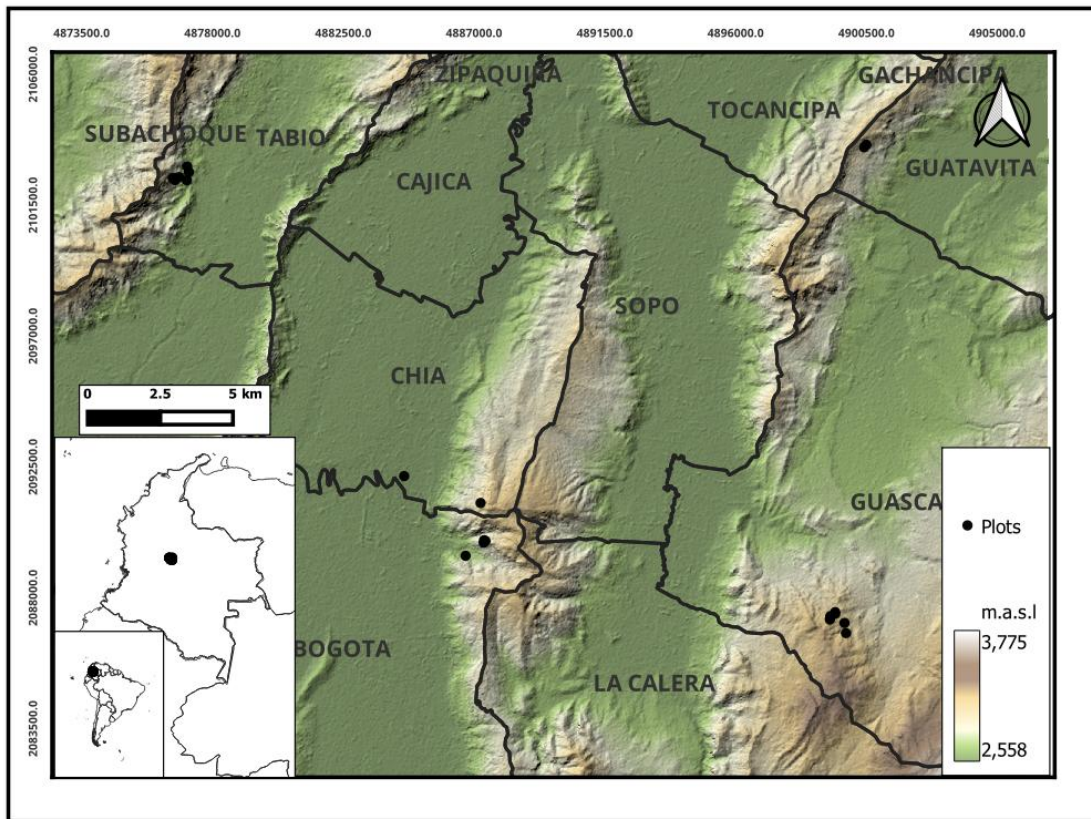 4873500.0 4878000.0 4882500.0 4887000.0 4891500.0 4896000.0 4900500.0 4905000.0
2106000.0
2101500.0
2097000.0
2092500.0
2088000.0
2083500.0
ZIPAQUIRA
GACHANCIPA
TOCANCIPA
SUBACHOQUE
TABIO
GUATAVITA
CAJICA
SOPO
CHIA
0 2.5 5 km
GUASCA
Plots
m.a.s.l
3,775
BOGOTA
LA CALERA
2,558